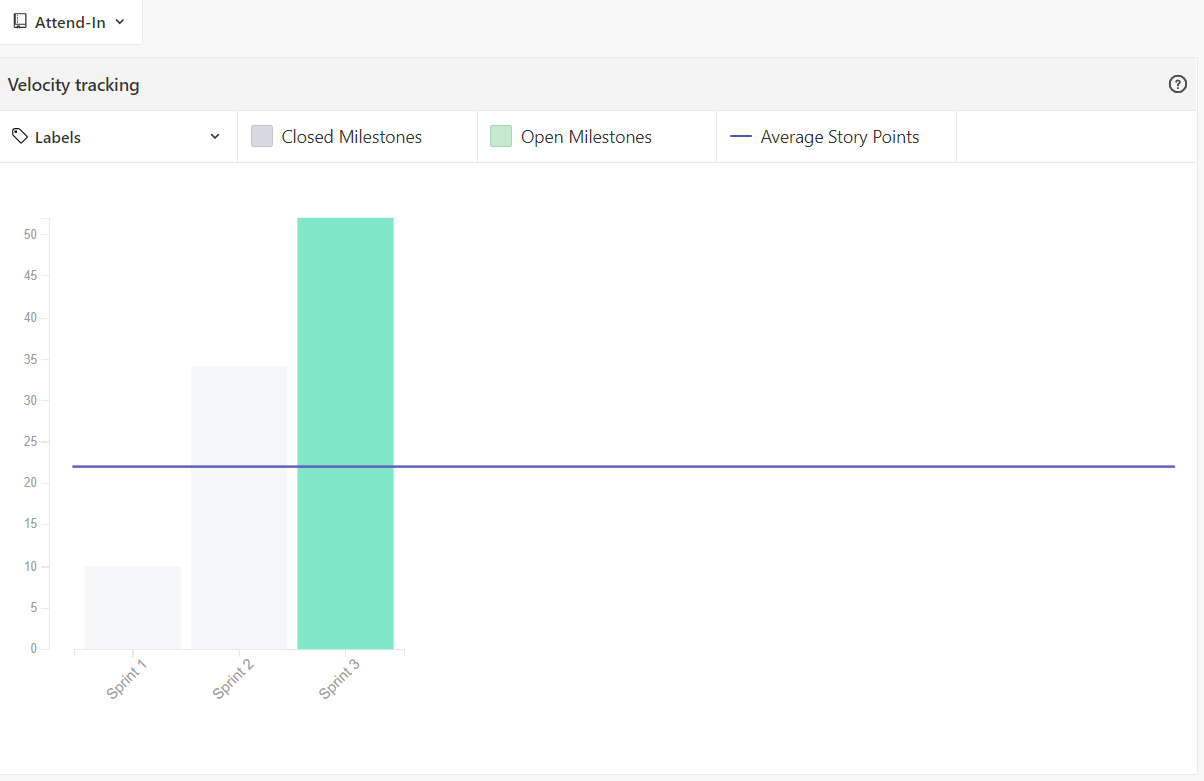 Attend-In
Velocity tracking
Labels
Closed Milestones
Open Milestones
Average Story Points
50
45
40
35
30
25
20
15
10
5
0
Sprint 1
Sprint 2
Sprint 3